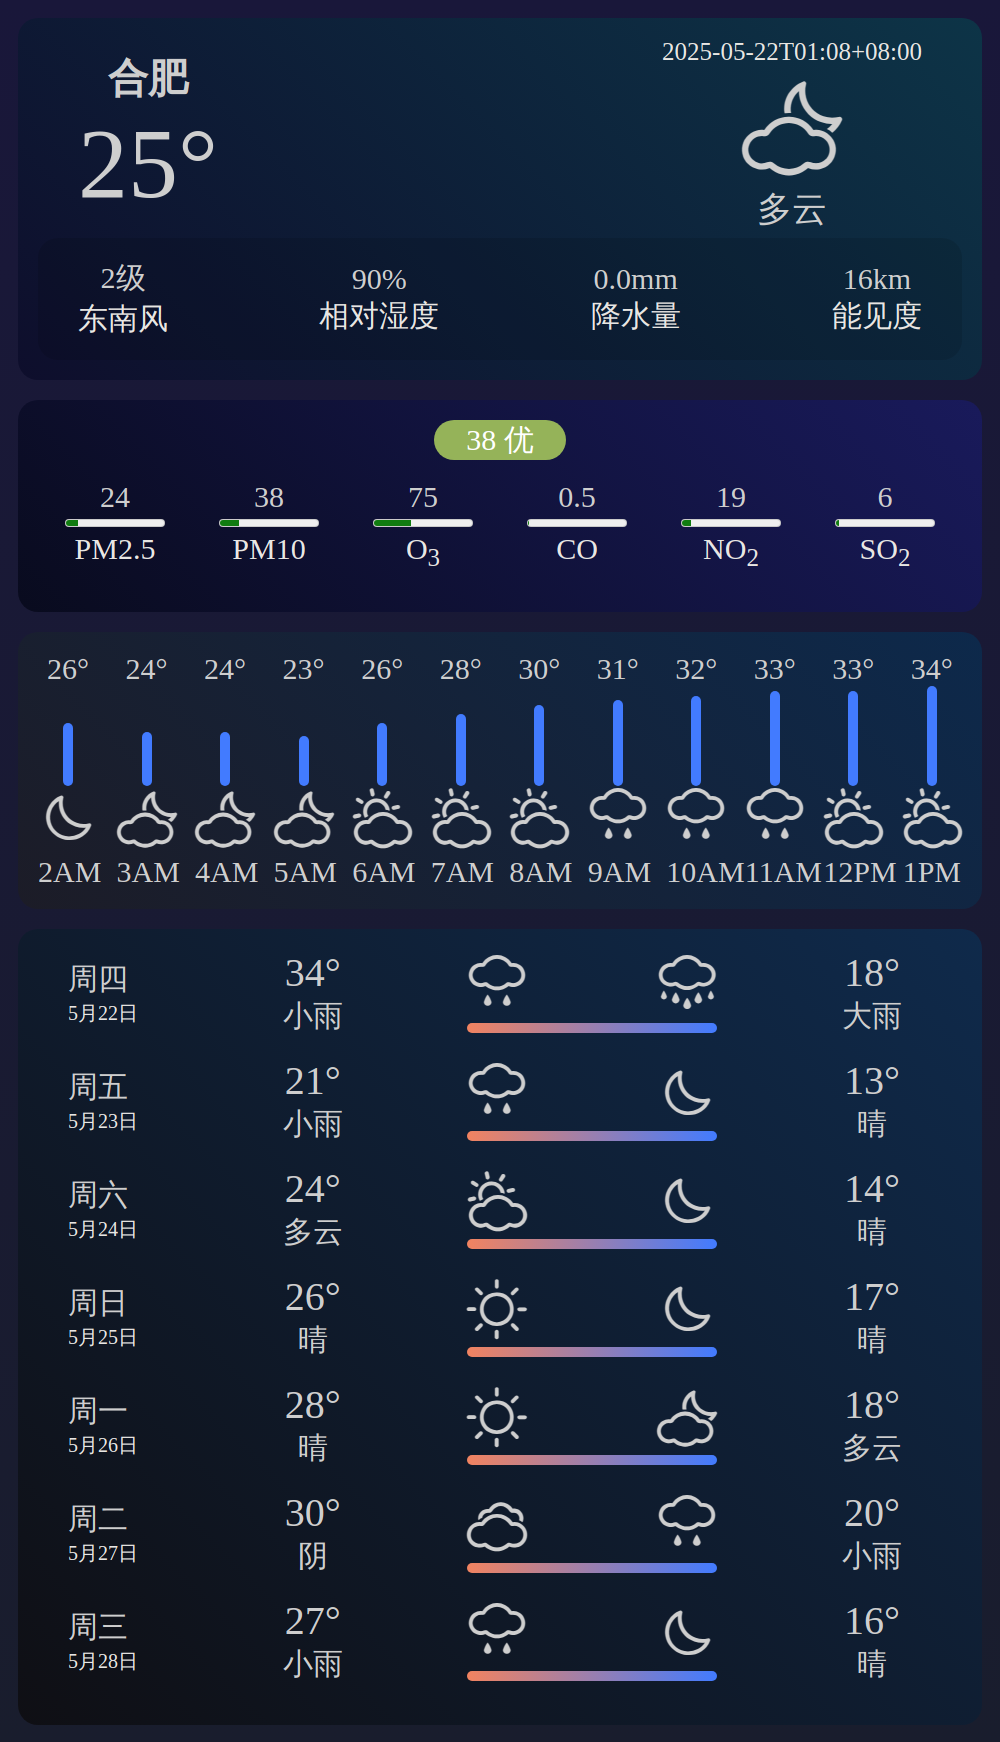 合肥
25°
2025-05-22T01:08+08:00
多云
2级 90% 0.0mm 16km
东南风 相对湿度 降水量 能见度
38 优
24 38 75 0.5 19 6
PM2.5 PM10 O3 CO NO2 SO2
26° 24° 24° 23° 26° 28° 30° 31° 32° 33° 33° 34°
2AM 3AM 4AM 5AM 6AM 7AM 8AM 9AM 10AM 11AM 12PM 1PM
周四 34° 18°
5月22日 小雨 大雨
周五 21° 13°
5月23日 小雨 晴
周六 24° 14°
5月24日 多云 晴
周日 26° 17°
5月25日 晴 晴
周一 28° 18°
5月26日 晴 多云
周二 30° 20°
5月27日 阴 小雨
周三 27° 16°
5月28日 小雨 晴